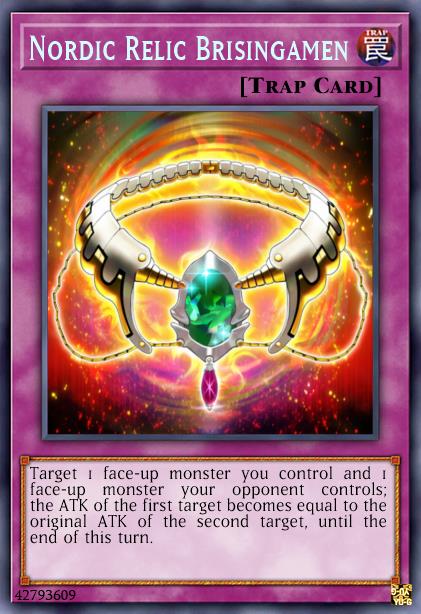 Nordic Relic Brisingamen
TRAP
罠
[Trap Card]
Target 1 face-up monster you control and 1
face-up monster your opponent controls;
the ATK of the first target becomes equal to the
original ATK of the second target, until the
end of this turn.
42793609